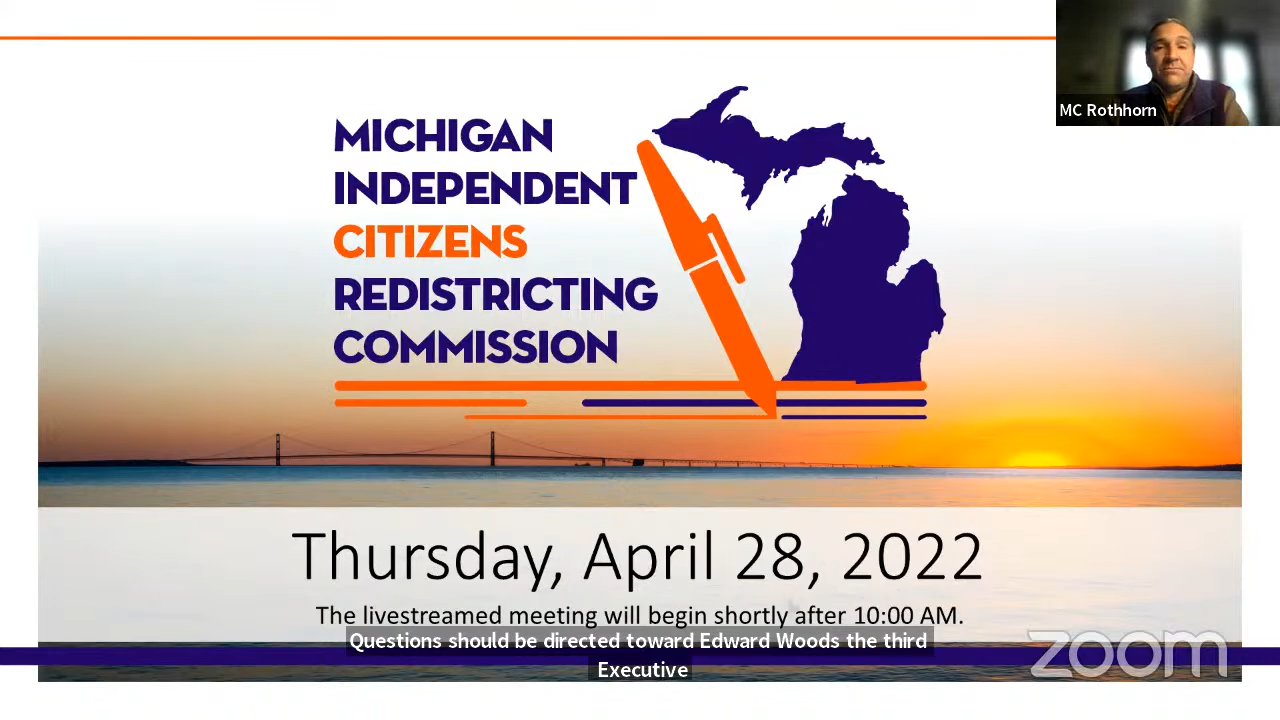 MC Rothhorn
MICHIGAN
INDEPENDENT
CITIZENS
REDISTRICTING
COMMISSION
Thursday, April 28, 2022
The livestreamed meeting will begin shortly after 10:00 AM.
Questions should be directed toward Edward Woods the third
Executive
zoom